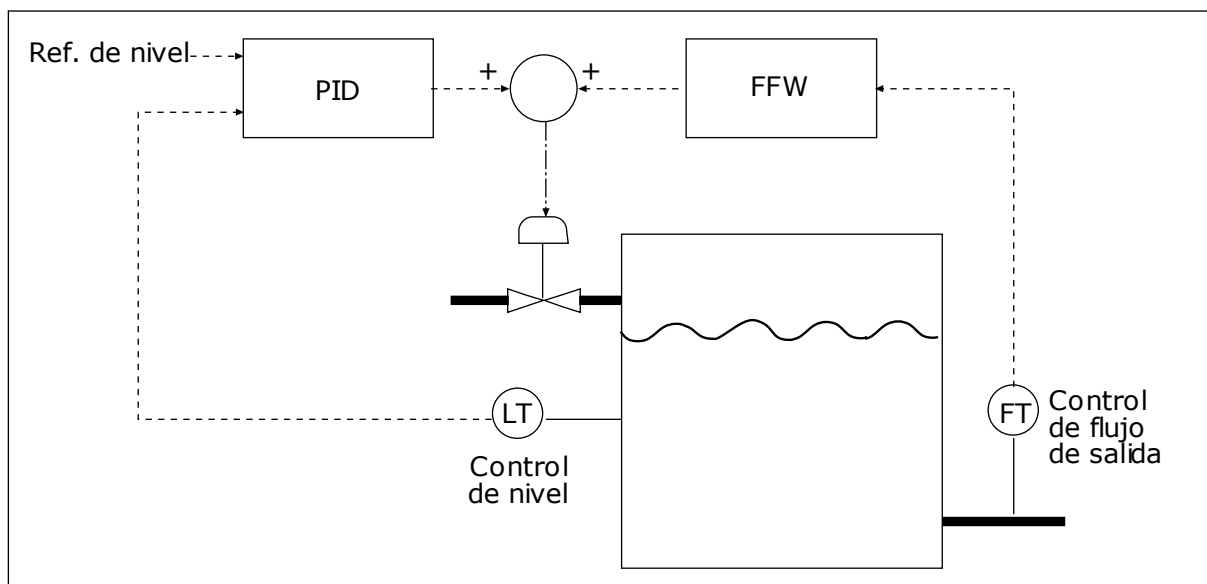 Ref. de nivel
PID
+
+
FFW
LT
Control
de nivel
FT
Control
de flujo
de salida